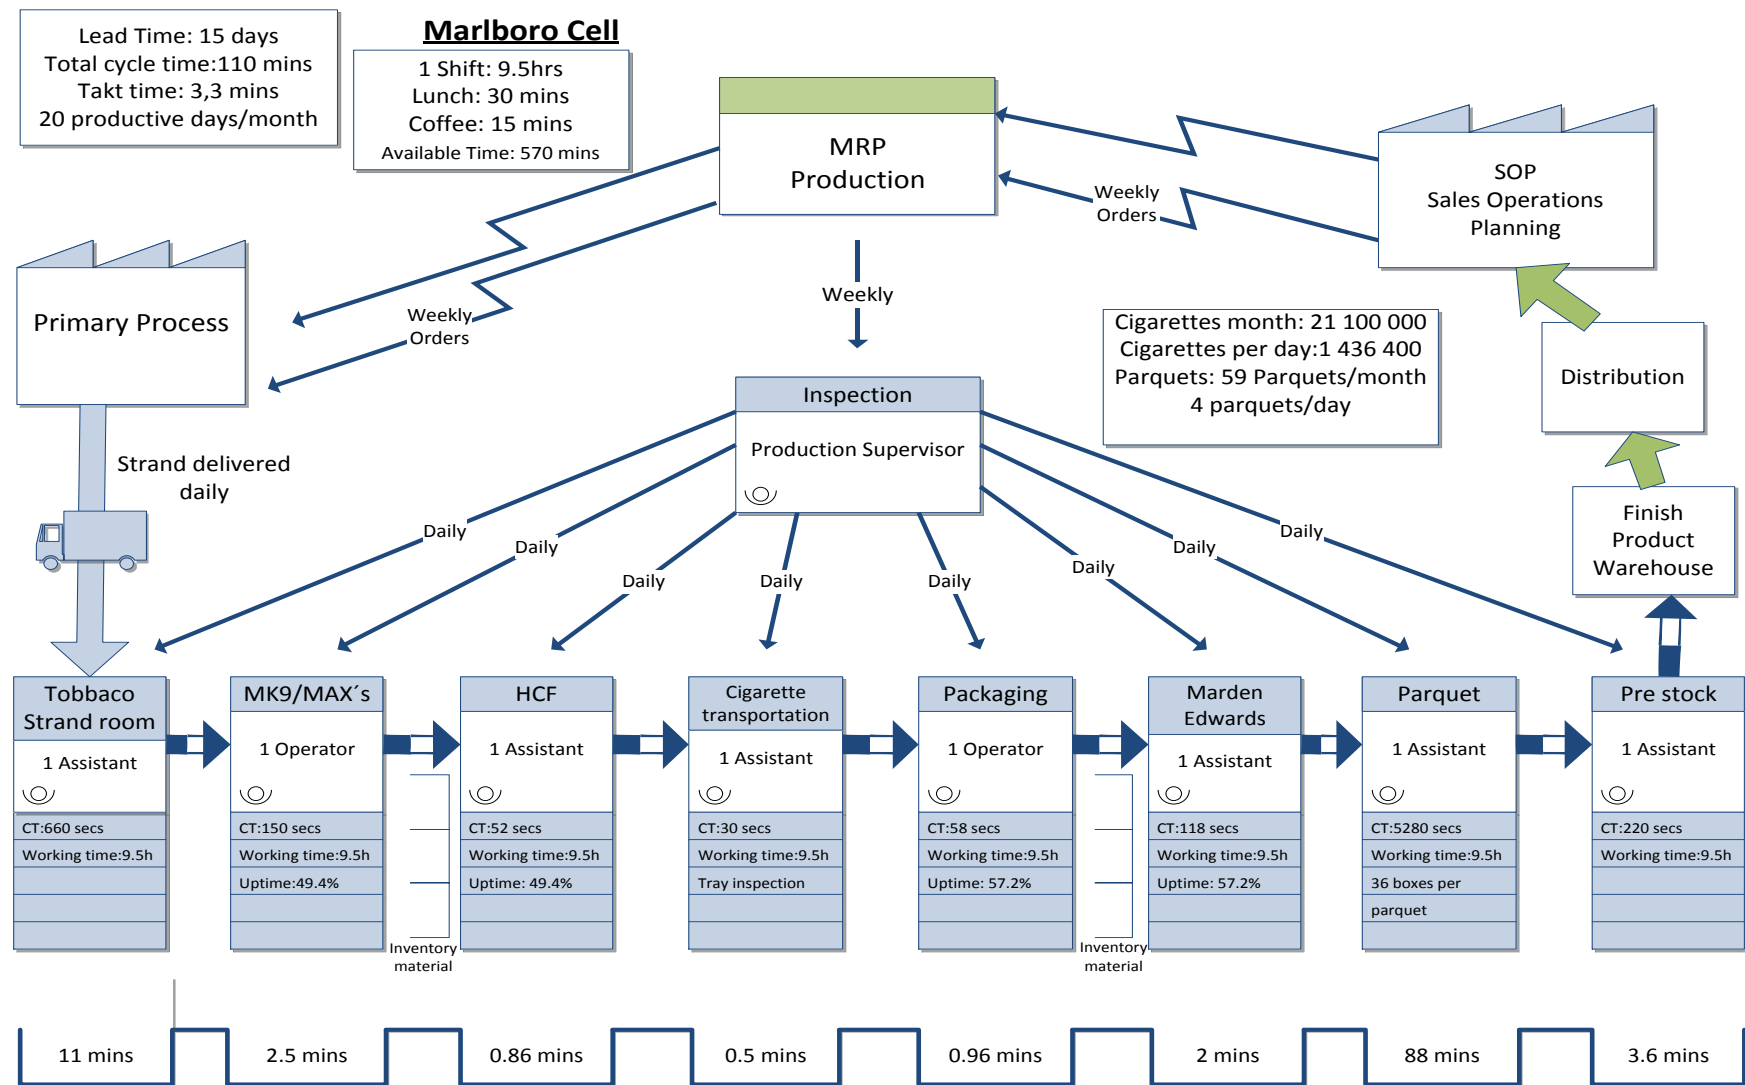 Marlboro Cell
Lead Time: 15 days
Total cycle time:110 mins
Takt time: 3,3 mins
20 productive days/month
1 Shift: 9.5hrs
Lunch: 30 mins
Coffee: 15 mins
Available Time: 570 mins
MRP
Production
SOP
Sales Operations
Planning
Weekly
Orders
Primary Process
Weekly
Orders
Weekly
Cigarettes month: 21 100 000
Cigarettes per day:1 436 400
Parquets: 59 Parquets/month
4 parquets/day
Distribution
Inspection
Production Supervisor
Strand delivered
daily
Finish
Product
Warehouse
Daily
Daily
Daily
Daily
Daily
Daily
Daily
Daily
Tobbaco
Strand room
1 Assistant
CT:660 secs
Working time:9.5h
MK9/MAX´s
1 Operator
CT:150 secs
Working time:9.5h
Uptime:49.4%
Inventory
material
HCF
1 Assistant
CT:52 secs
Working time:9.5h
Uptime: 49.4%
Cigarette
transportation
1 Assistant
CT:30 secs
Working time:9.5h
Tray inspection
Packaging
1 Operator
CT:58 secs
Working time:9.5h
Uptime: 57.2%
Inventory
material
Marden
Edwards
1 Assistant
CT:118 secs
Working time:9.5h
Uptime: 57.2%
Parquet
1 Assistant
CT:5280 secs
Working time:9.5h
36 boxes per
parquet
Pre stock
1 Assistant
CT:220 secs
Working time:9.5h
11 mins
2.5 mins
0.86 mins
0.5 mins
0.96 mins
2 mins
88 mins
3.6 mins